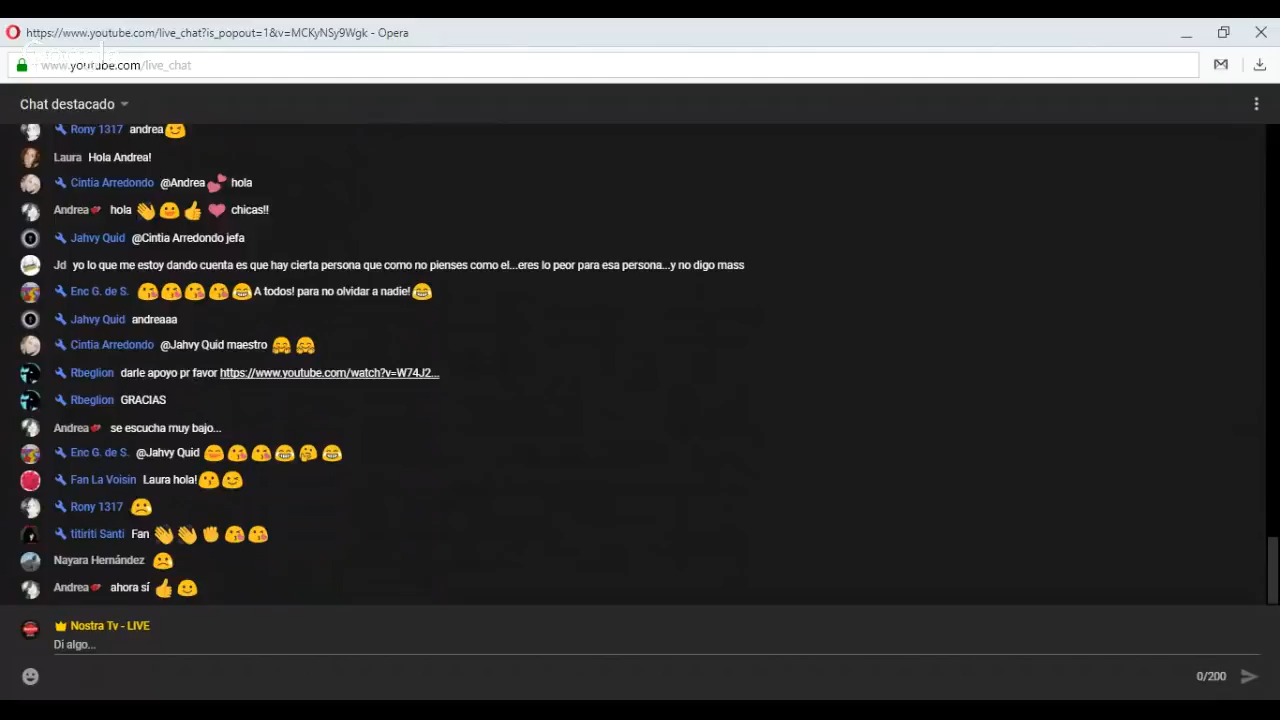 https://www.youtube.com/live_chat?is_popout=1&v=MCKyNSy9Wgk - Opera
www.youtube.com/live_chat
Chat destacado
Rony 1317 andrea😉
Laura Hola Andrea!
Cintia Arredondo @Andrea 💕 hola
Andrea💋 hola 👋😀👍❤ chicas!!
Jahvy Quid @Cintia Arredondo jefa
Jd yo lo que me estoy dando cuenta es que hay cierta persona que como no pienses como el...eres lo peor para esa persona...y no digo mass
Enc G. de S. 😘😘😘😘😂A todos! para no olvidar a nadie!😂
Jahvy Quid andreaaa
Cintia Arredondo @Jahvy Quid maestro 🤗🤗
Rbeglion darle apoyo pr favor https://www.youtube.com/watch?v=W74J2...
Rbeglion GRACIAS
Andrea💋 se escucha muy bajo...
Enc G. de S. @Jahvy Quid 😄😘😘😂🤔😂
Fan La Voisin Laura hola!😗😉
Rony 1317 ☹
titiriti Santi Fan 👋👋✊😘😘
Nayara Hernández ☹
Andrea💋 ahora sí 👍🙂
Nostra Tv - LIVE
Di algo...
0/200